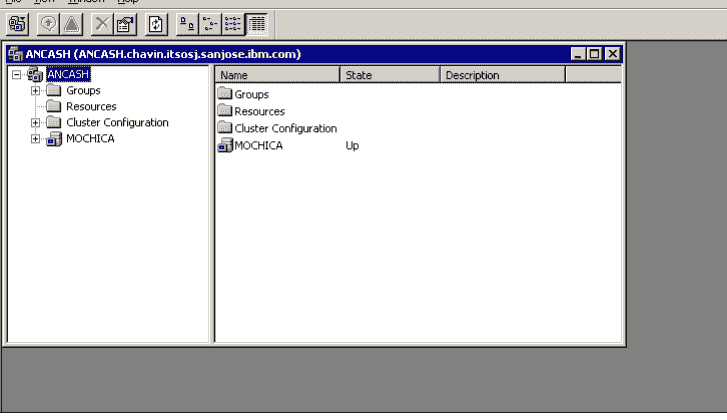 ANCASH (ANCASH.chavin.itsosj.sanjose.ibm.com)
ANCASH
Groups
Resources
Cluster Configuration
MOCHICA
Name State Description
Groups
Resources
Cluster Configuration
MOCHICA Up